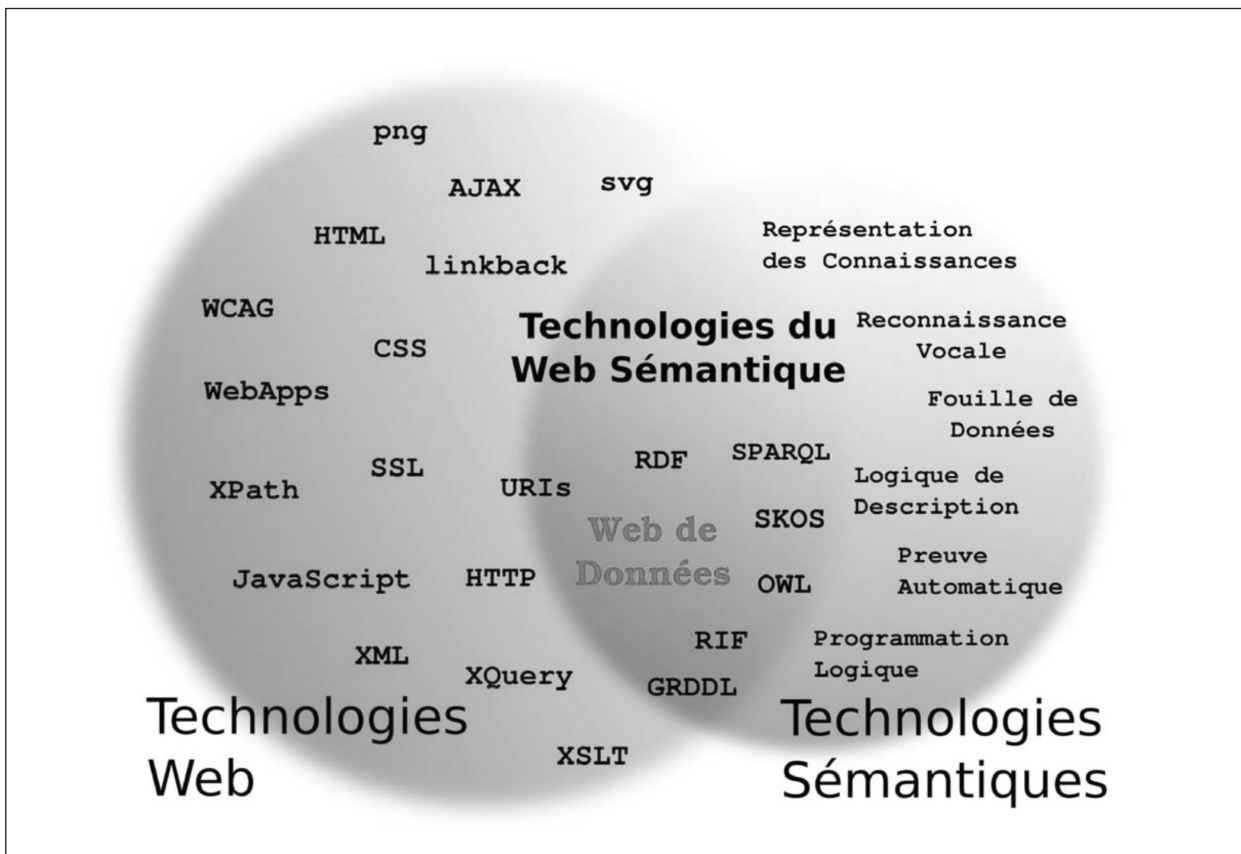 png
AJAX
svg
HTML
linkback
Représentation
des Connaissances
WCAG
CSS
Technologies du
Web Sémantique
Reconnaissance
Vocale
WebApps
Fouille de
Données
SSL
XPath
URIs
RDF
SPARQL
Logique de
Description
SKOS
Web de
Données
JavaScript
HTTP
OWL
Preuve
Automatique
XML
XQuery
RIF
GRDDL
Programmation
Logique
XSLT
Technologies
Web
Technologies
Sémantiques